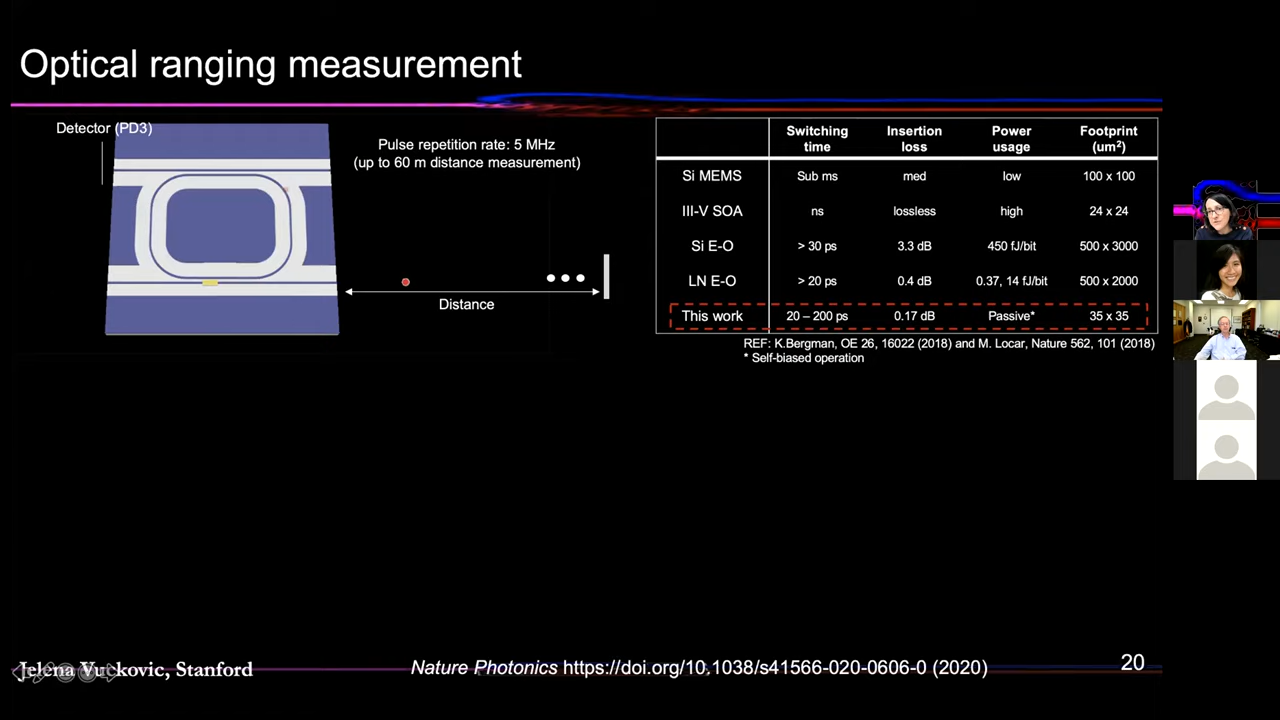 Optical ranging measurement
Detector (PD3)
Pulse repetition rate: 5 MHz
(up to 60 m distance measurement)
Distance
Switching time Insertion loss Power usage Footprint (um²)
Si MEMS Sub ms med low 100 x 100
III-V SOA ns lossless high 24 x 24
Si E-O > 30 ps 3.3 dB 450 fJ/bit 500 x 3000
LN E-O > 20 ps 0.4 dB 0.37, 14 fJ/bit 500 x 2000
This work 20 – 200 ps 0.17 dB Passive* 35 x 35
REF: K.Bergman, OE 26, 16022 (2018) and M. Locar, Nature 562, 101 (2018)
* Self-biased operation
Jelena Vuckovic, Stanford
Nature Photonics https://doi.org/10.1038/s41566-020-0606-0 (2020)
20